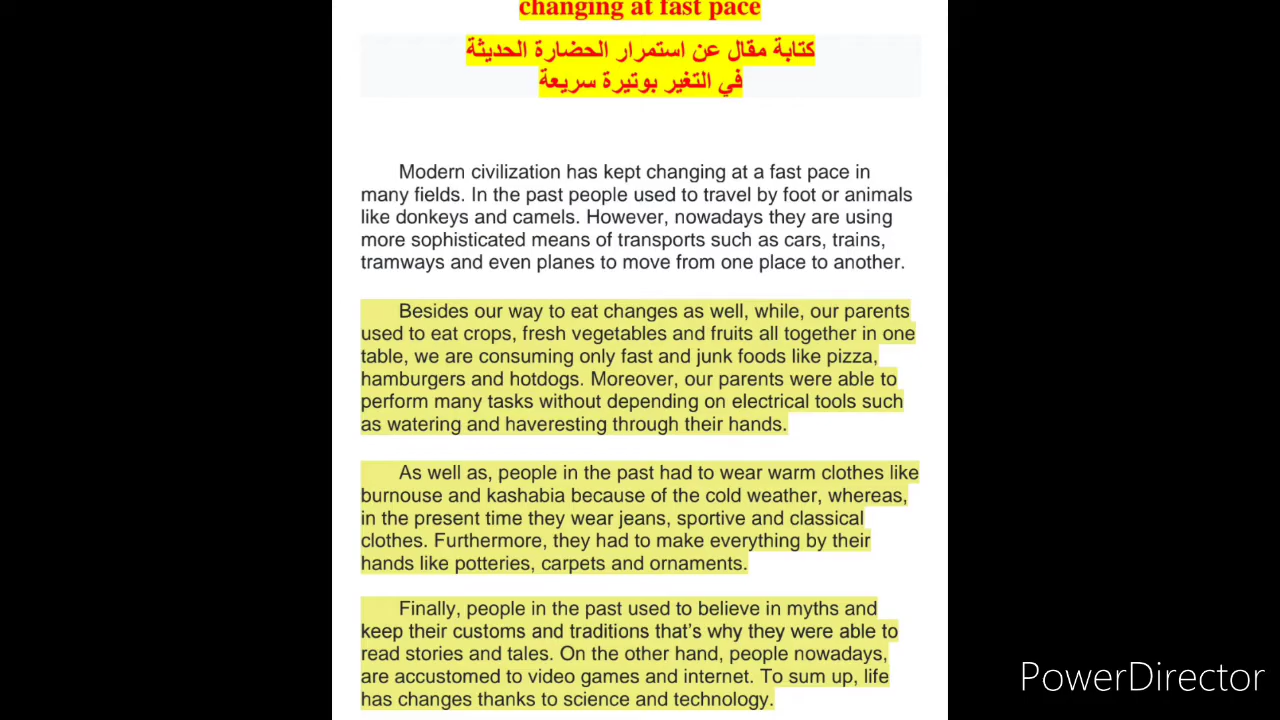 changing at fast pace
كتابة مقال عن استمرار الحضارة الحديثة
في التغير بوتيرة سريعة
Modern civilization has kept changing at a fast pace in
many fields. In the past people used to travel by foot or animals
like donkeys and camels. However, nowadays they are using
more sophisticated means of transports such as cars, trains,
tramways and even planes to move from one place to another.
Besides our way to eat changes as well, while, our parents
used to eat crops, fresh vegetables and fruits all together in one
table, we are consuming only fast and junk foods like pizza,
hamburgers and hotdogs. Moreover, our parents were able to
perform many tasks without depending on electrical tools such
as watering and haveresting through their hands.
As well as, people in the past had to wear warm clothes like
burnouse and kashabia because of the cold weather, whereas,
in the present time they wear jeans, sportive and classical
clothes. Furthermore, they had to make everything by their
hands like potteries, carpets and ornaments.
Finally, people in the past used to believe in myths and
keep their customs and traditions that's why they were able to
read stories and tales. On the other hand, people nowadays,
are accustomed to video games and internet. To sum up, life
has changes thanks to science and technology.
PowerDirector